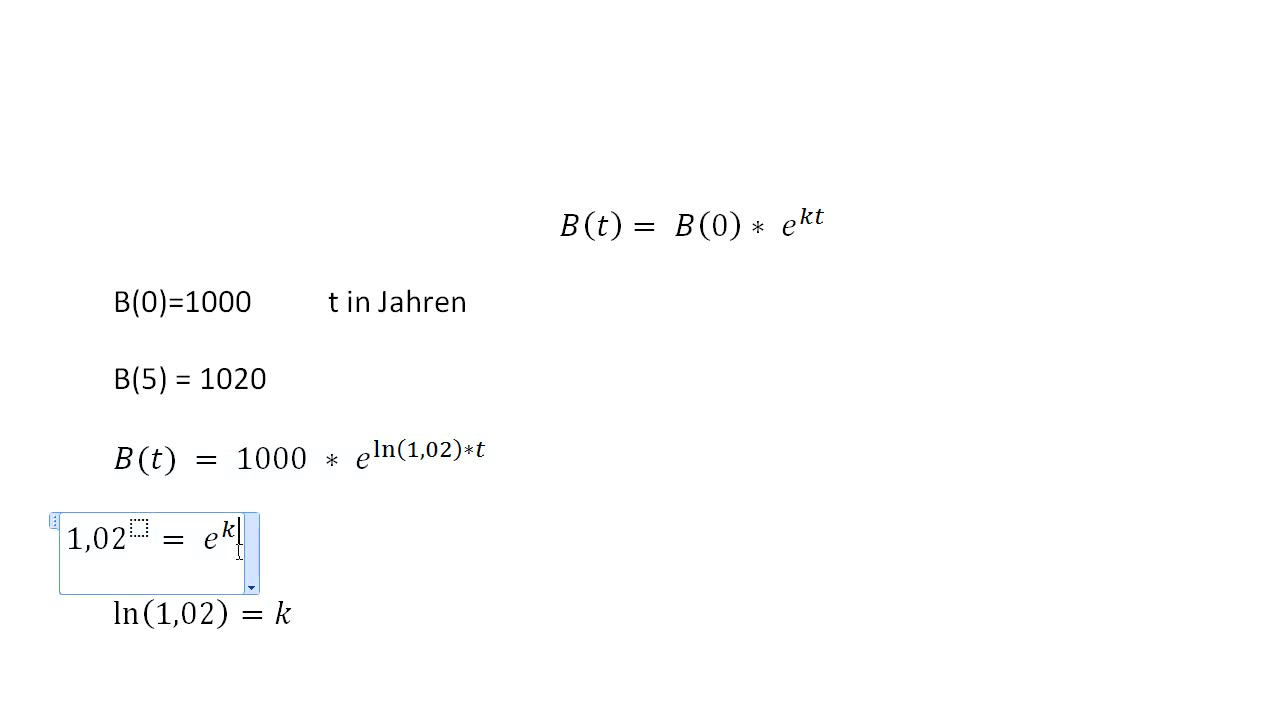 B(t) = B(0) ∗ e^{kt}
B(0)=1000 t in Jahren
B(5) = 1020
B(t) = 1000 ∗ e^{ln(1,02)∗t}
1,02^{⬚} = e^{k}
ln(1,02) = k